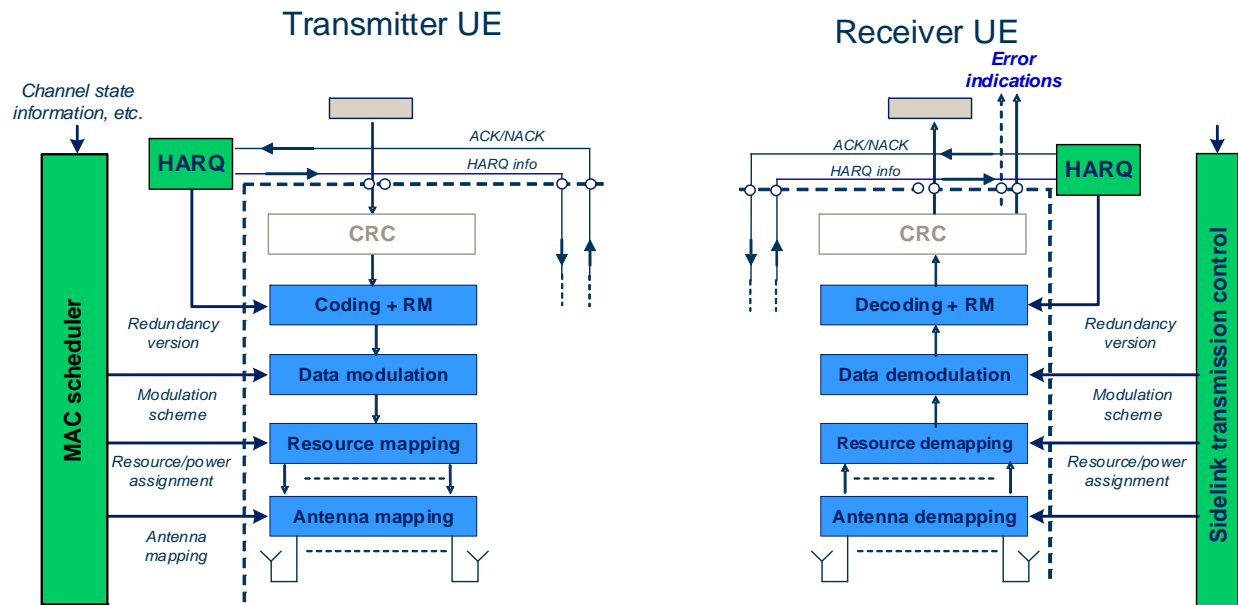 Transmitter UE
Channel state
information, etc.
HARQ
ACK/NACK
HARQ info
CRC
MAC scheduler
Coding + RM
Redundancy
version
Data modulation
Modulation
scheme
Resource mapping
Resource/power
assignment
Antenna mapping
Antenna
mapping
Receiver UE
Error
indications
ACK/NACK
HARQ info
HARQ
CRC
Decoding + RM
Redundancy
version
Data demodulation
Modulation
scheme
Resource demapping
Resource/power
assignment
Antenna demapping
Sidelink transmission control